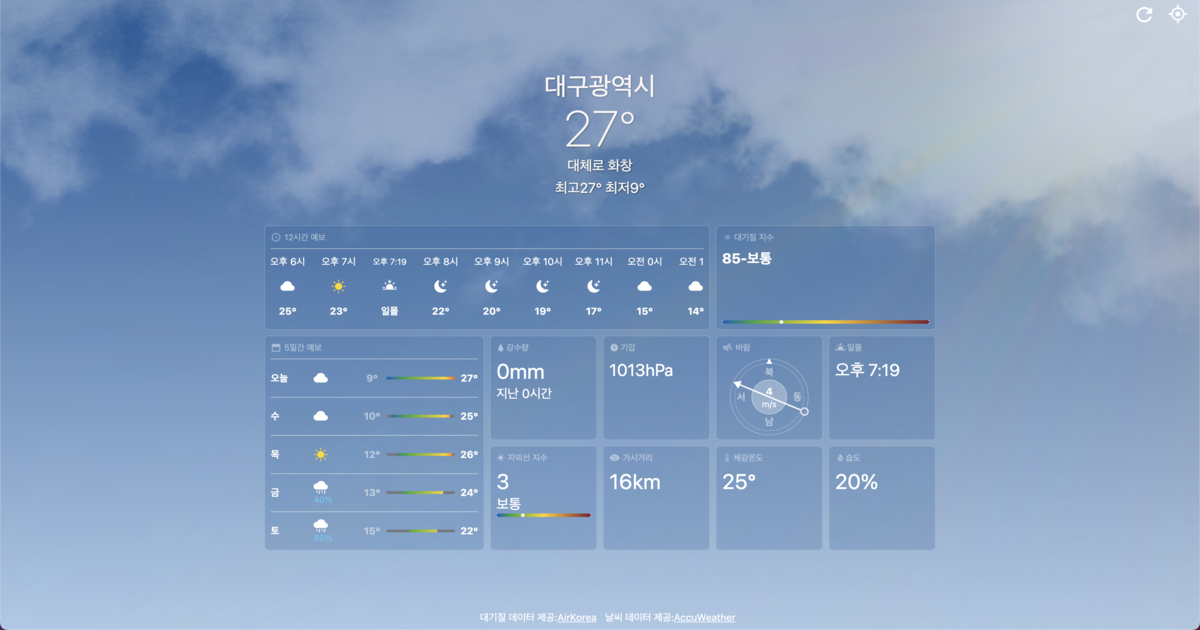 대구광역시
27°
대체로 화창
최고27° 최저9°
12시간 예보
오후 6시 오후 7시 오후 7:19 오후 8시 오후 9시 오후 10시 오후 11시 오전 0시 오전 1
25° 23° 일몰 22° 20° 19° 17° 15° 14°
대기질 지수
85-보통
5일간 예보
오늘 9° 27°
수 10° 25°
목 12° 26°
금 40% 13° 24°
토 60% 15° 22°
강수량
0mm
지난 0시간
기압
1013hPa
바람
북
서 4 동
m/s
남
일몰
오후 7:19
자외선 지수
3
보통
가시거리
16km
체감온도
25°
습도
20%
대기질 데이터 제공:AirKorea 날씨 데이터 제공:AccuWeather